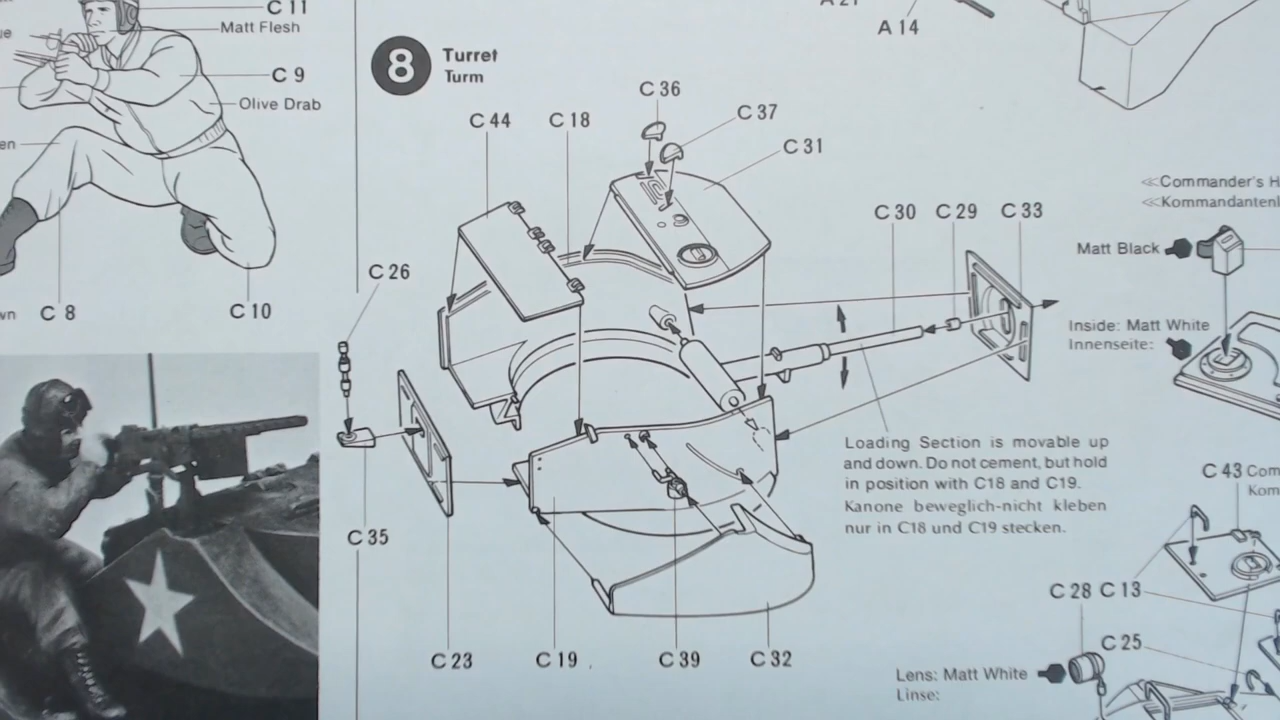 C 11
Matt Flesh
C 9
Olive Drab
C 8
C 10
8
Turret
Turm
A 14
C 36
C 37
C 44
C 18
C 31
C 30
C 29
C 33
C 26
C 35
C 23
C 19
C 39
C 32
Loading Section is movable up
and down. Do not cement, but hold
in position with C18 and C19.
Kanone beweglich-nicht kleben
nur in C18 und C19 stecken.
≪Commander's H
≪Kommandantenl
Matt Black
Inside: Matt White
Innenseite:
C 43 Com
Kom
C 28 C 13
C 25
Lens: Matt White
Linse: